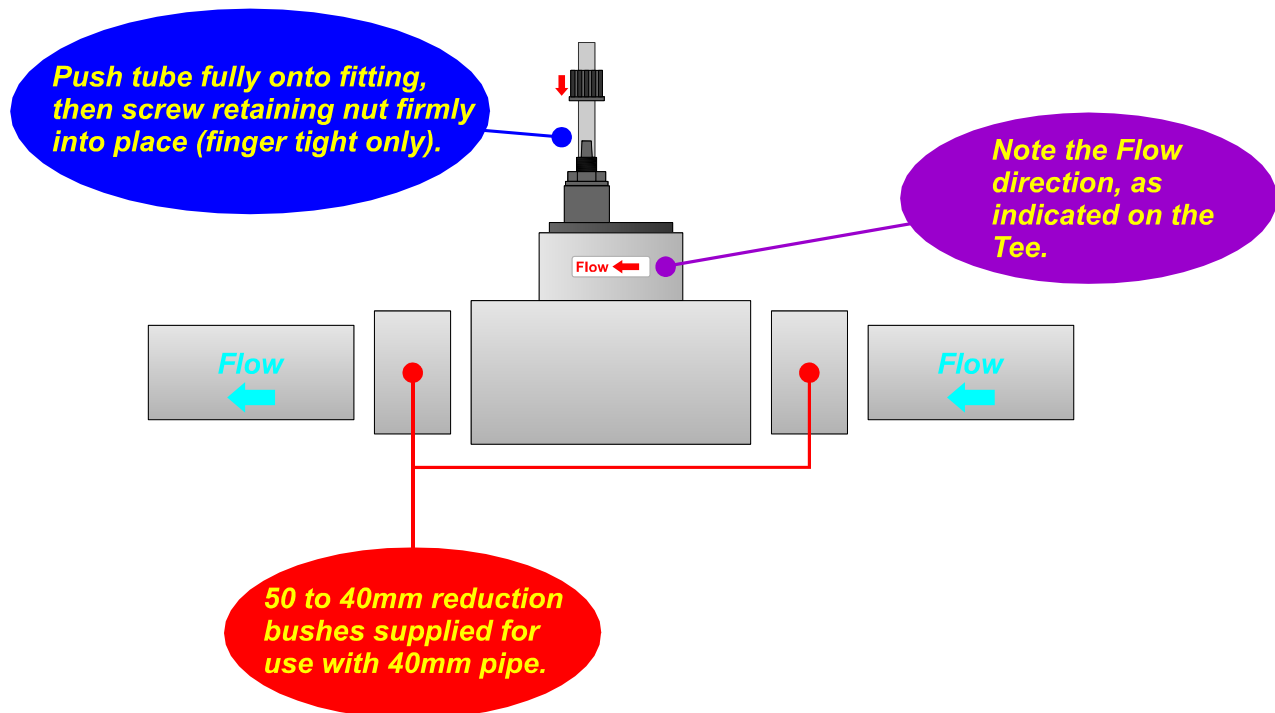 Push tube fully onto fitting,
then screw retaining nut firmly
into place (finger tight only).
Note the Flow
direction, as
indicated on the
Tee.
Flow
Flow
Flow
50 to 40mm reduction
bushes supplied for
use with 40mm pipe.